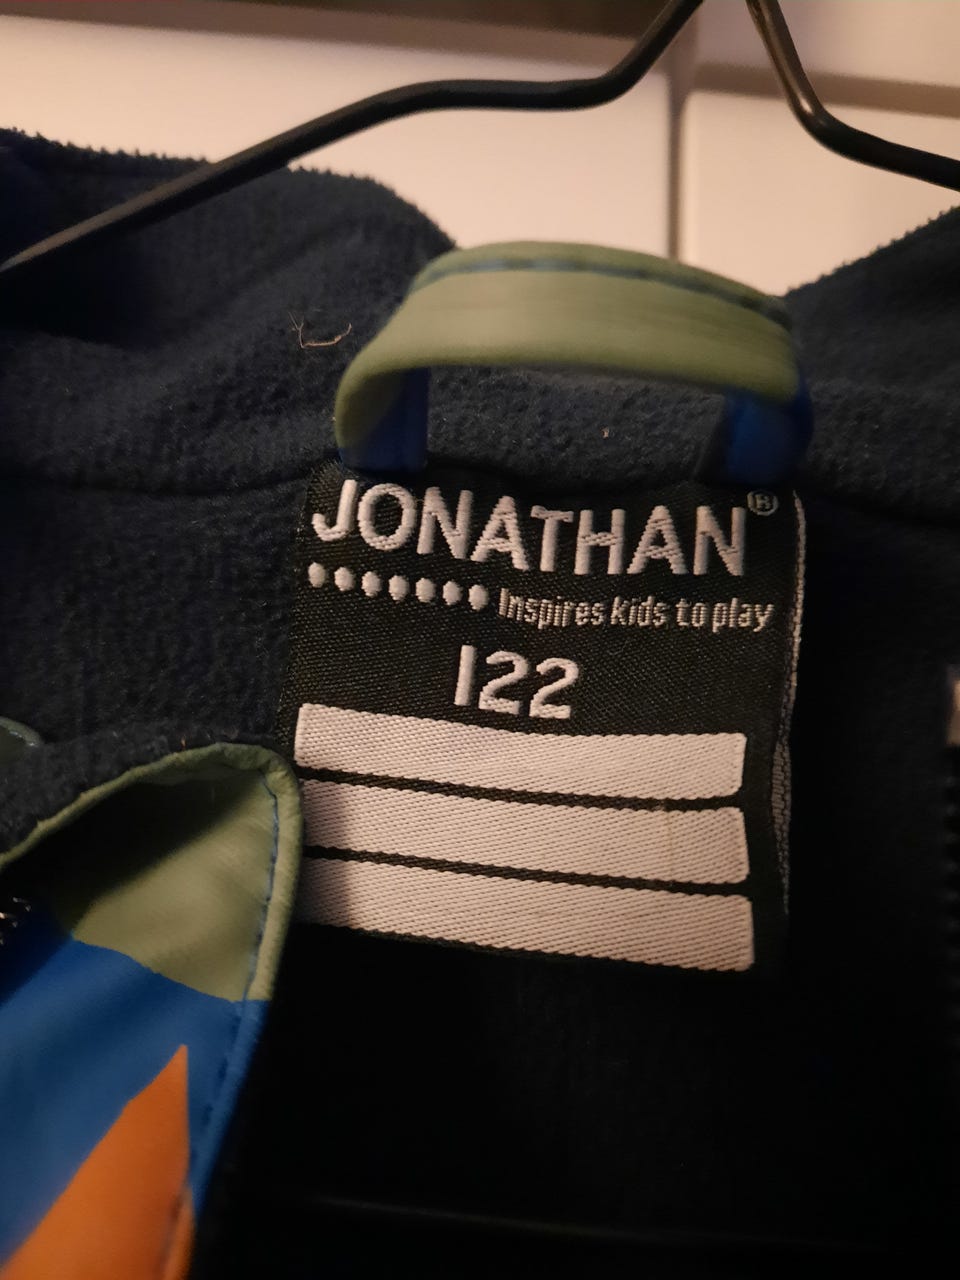 JONATHAN®
Inspires kids to play
122